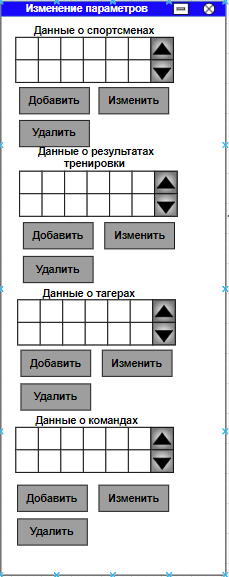 Изменение параметров
Данные о спортсменах
Добавить
Изменить
Удалить
Данные о результатах
тренировки
Добавить
Изменить
Удалить
Данные о тагерах
Добавить
Изменить
Удалить
Данные о командах
Добавить
Изменить
Удалить